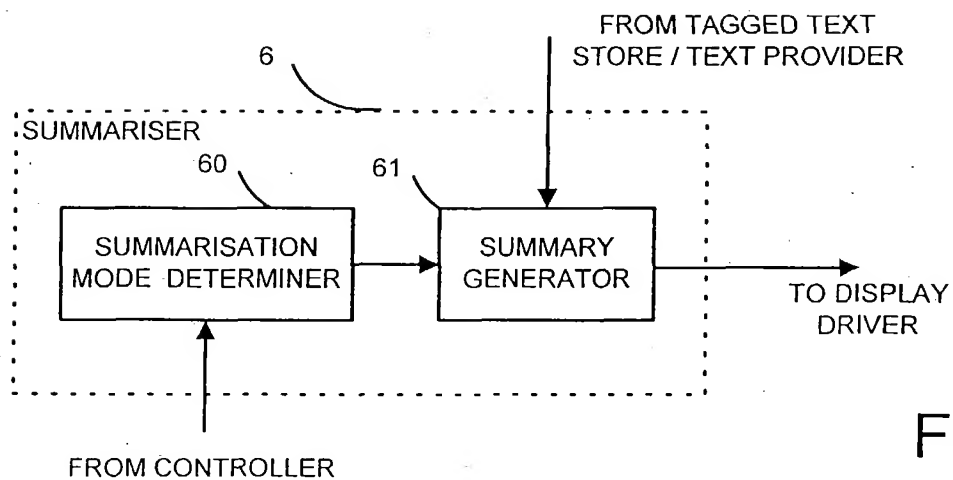 FROM TAGGED TEXT
STORE / TEXT PROVIDER
6
SUMMARISER
60
61
SUMMARISATION
MODE DETERMINER
SUMMARY
GENERATOR
TO DISPLAY
DRIVER
FROM CONTROLLER
F